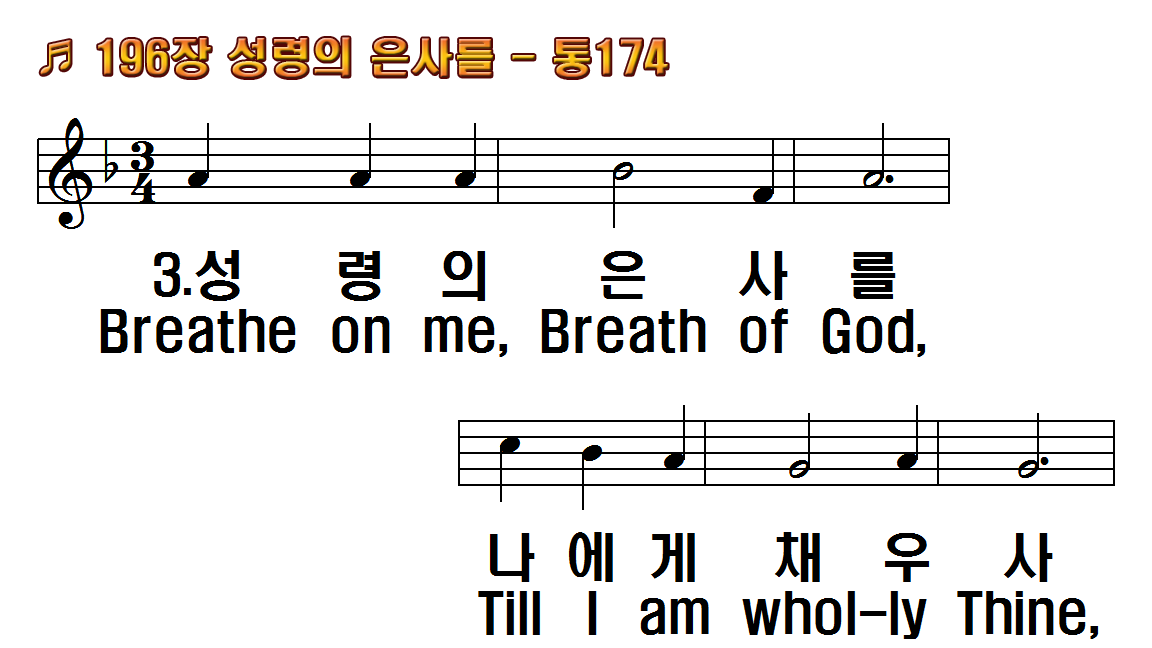 ♬ 196장 성령의 은사를 - 통174
3/4
3.성 령 의 은 사 를
Breathe on me, Breath of God,
나 에 게 채 우 사
Till I am whol-ly Thine,